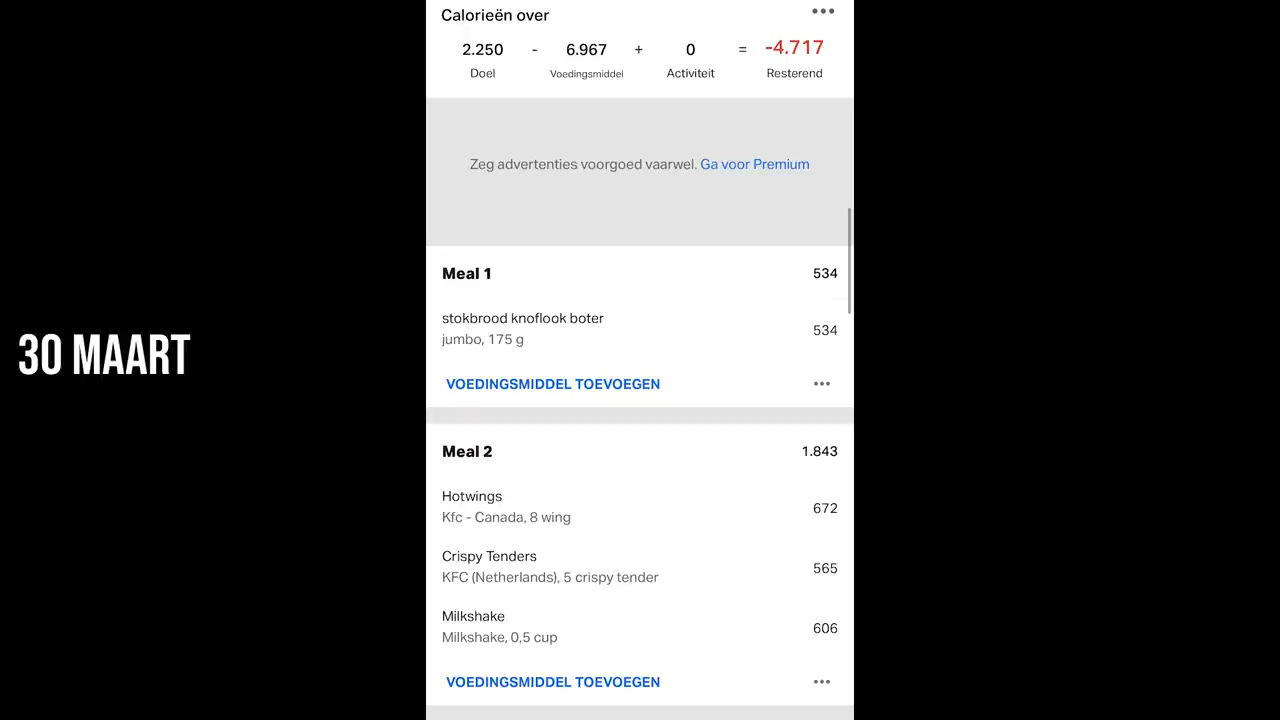 Calorieën over
2.250 - 6.967 + 0 = -4.717
Doel Voedingsmiddel Activiteit Resterend
Zeg advertenties voorgoed vaarwel. Ga voor Premium
Meal 1 534
stokbrood knoflook boter
jumbo, 175 g
534
VOEDINGSMIDDEL TOEVOEGEN
30 MAART
Meal 2 1.843
Hotwings
Kfc - Canada, 8 wing
672
Crispy Tenders
KFC (Netherlands), 5 crispy tender
565
Milkshake
Milkshake, 0,5 cup
606
VOEDINGSMIDDEL TOEVOEGEN